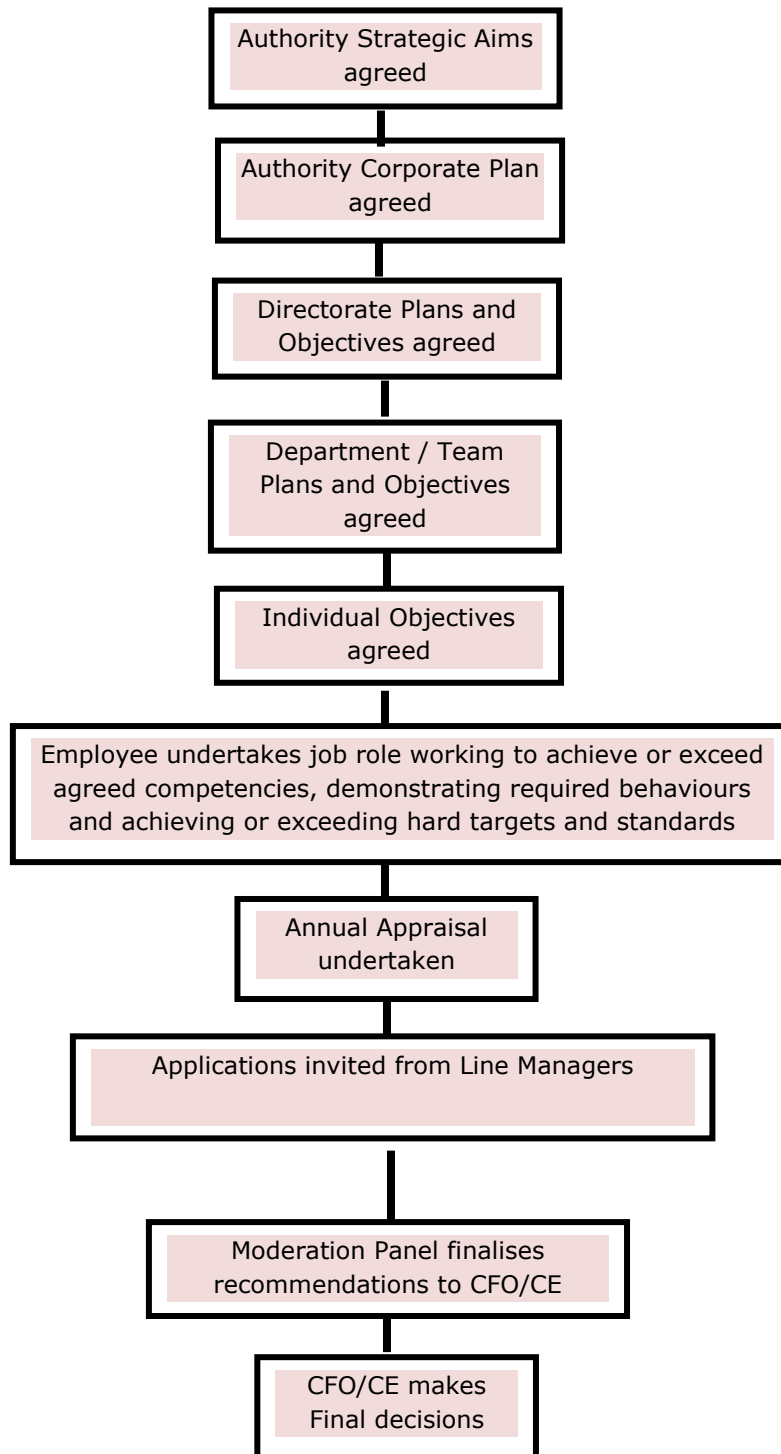 Authority Strategic Aims
agreed
Authority Corporate Plan
agreed
Directorate Plans and
Objectives agreed
Department / Team
Plans and Objectives
agreed
Individual Objectives
agreed
Employee undertakes job role working to achieve or exceed
agreed competencies, demonstrating required behaviours
and achieving or exceeding hard targets and standards
Annual Appraisal
undertaken
Applications invited from Line Managers
Moderation Panel finalises
recommendations to CFO/CE
CFO/CE makes
Final decisions